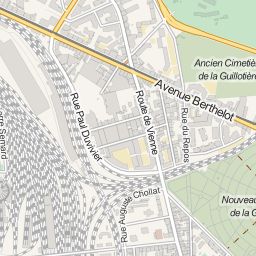 Ancien Cimetiè
de la Guillotière
Avenue Berthelot
Route de Vienne
Rue du Repos
Rue Paul Duvivier
Rue Auguste Chollat
Nouveau
de la G